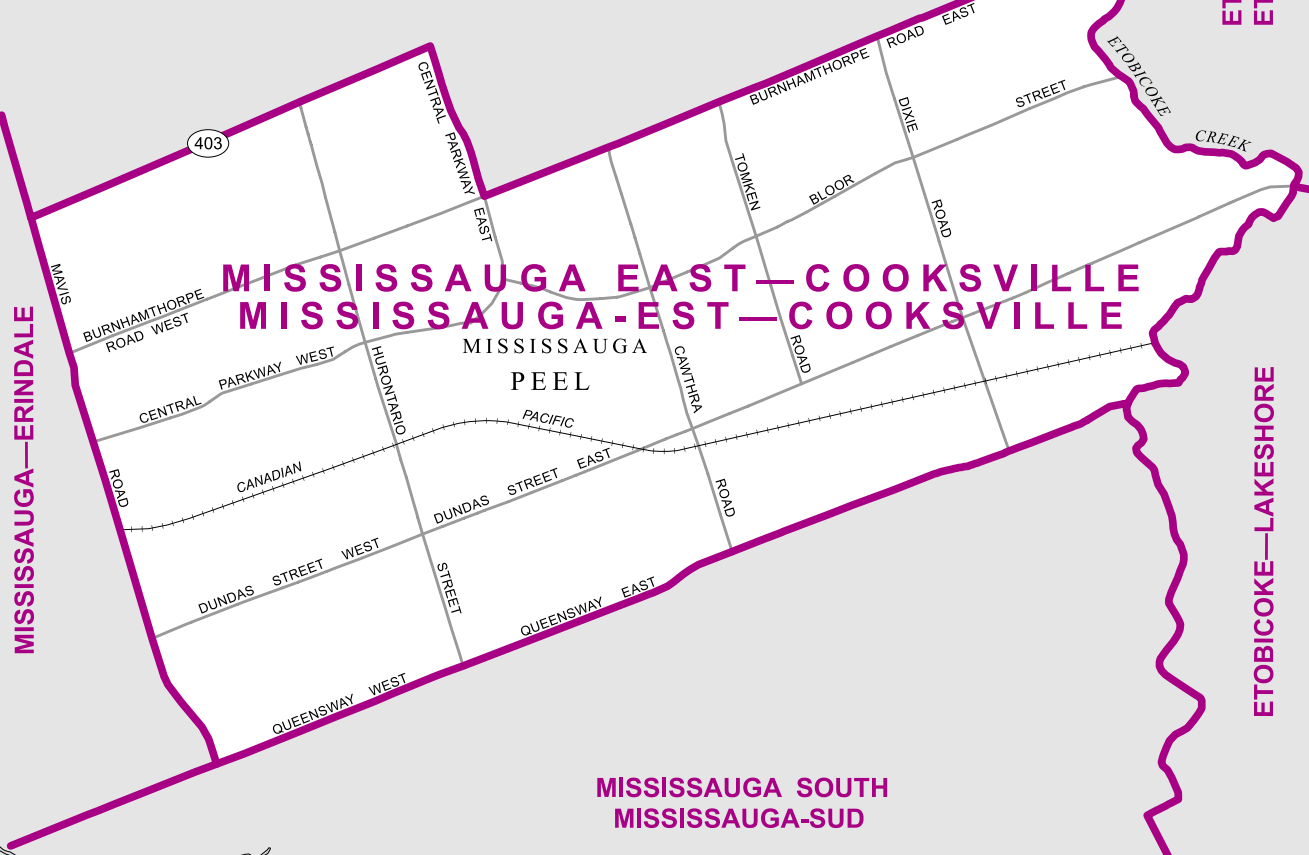 ET
ET
ETOBICOKE
CREEK
BURNHAMTHORPE ROAD EAST
CENTRAL PARKWAY EAST
403
DIXIE ROAD
BLOOR STREET
TOMKEN ROAD
MAVIS ROAD
BURNHAMTHORPE
ROAD WEST
MISSISSAUGA EAST—COOKSVILLE
MISSISSAUGA-EST—COOKSVILLE
MISSISSAUGA
PEEL
CENTRAL PARKWAY WEST
HURONTARIO STREET
CAWTHRA ROAD
CANADIAN PACIFIC
DUNDAS STREET EAST
DUNDAS STREET WEST
QUEENSWAY EAST
QUEENSWAY WEST
MISSISSAUGA—ERINDALE
ETOBICOKE—LAKESHORE
MISSISSAUGA SOUTH
MISSISSAUGA-SUD